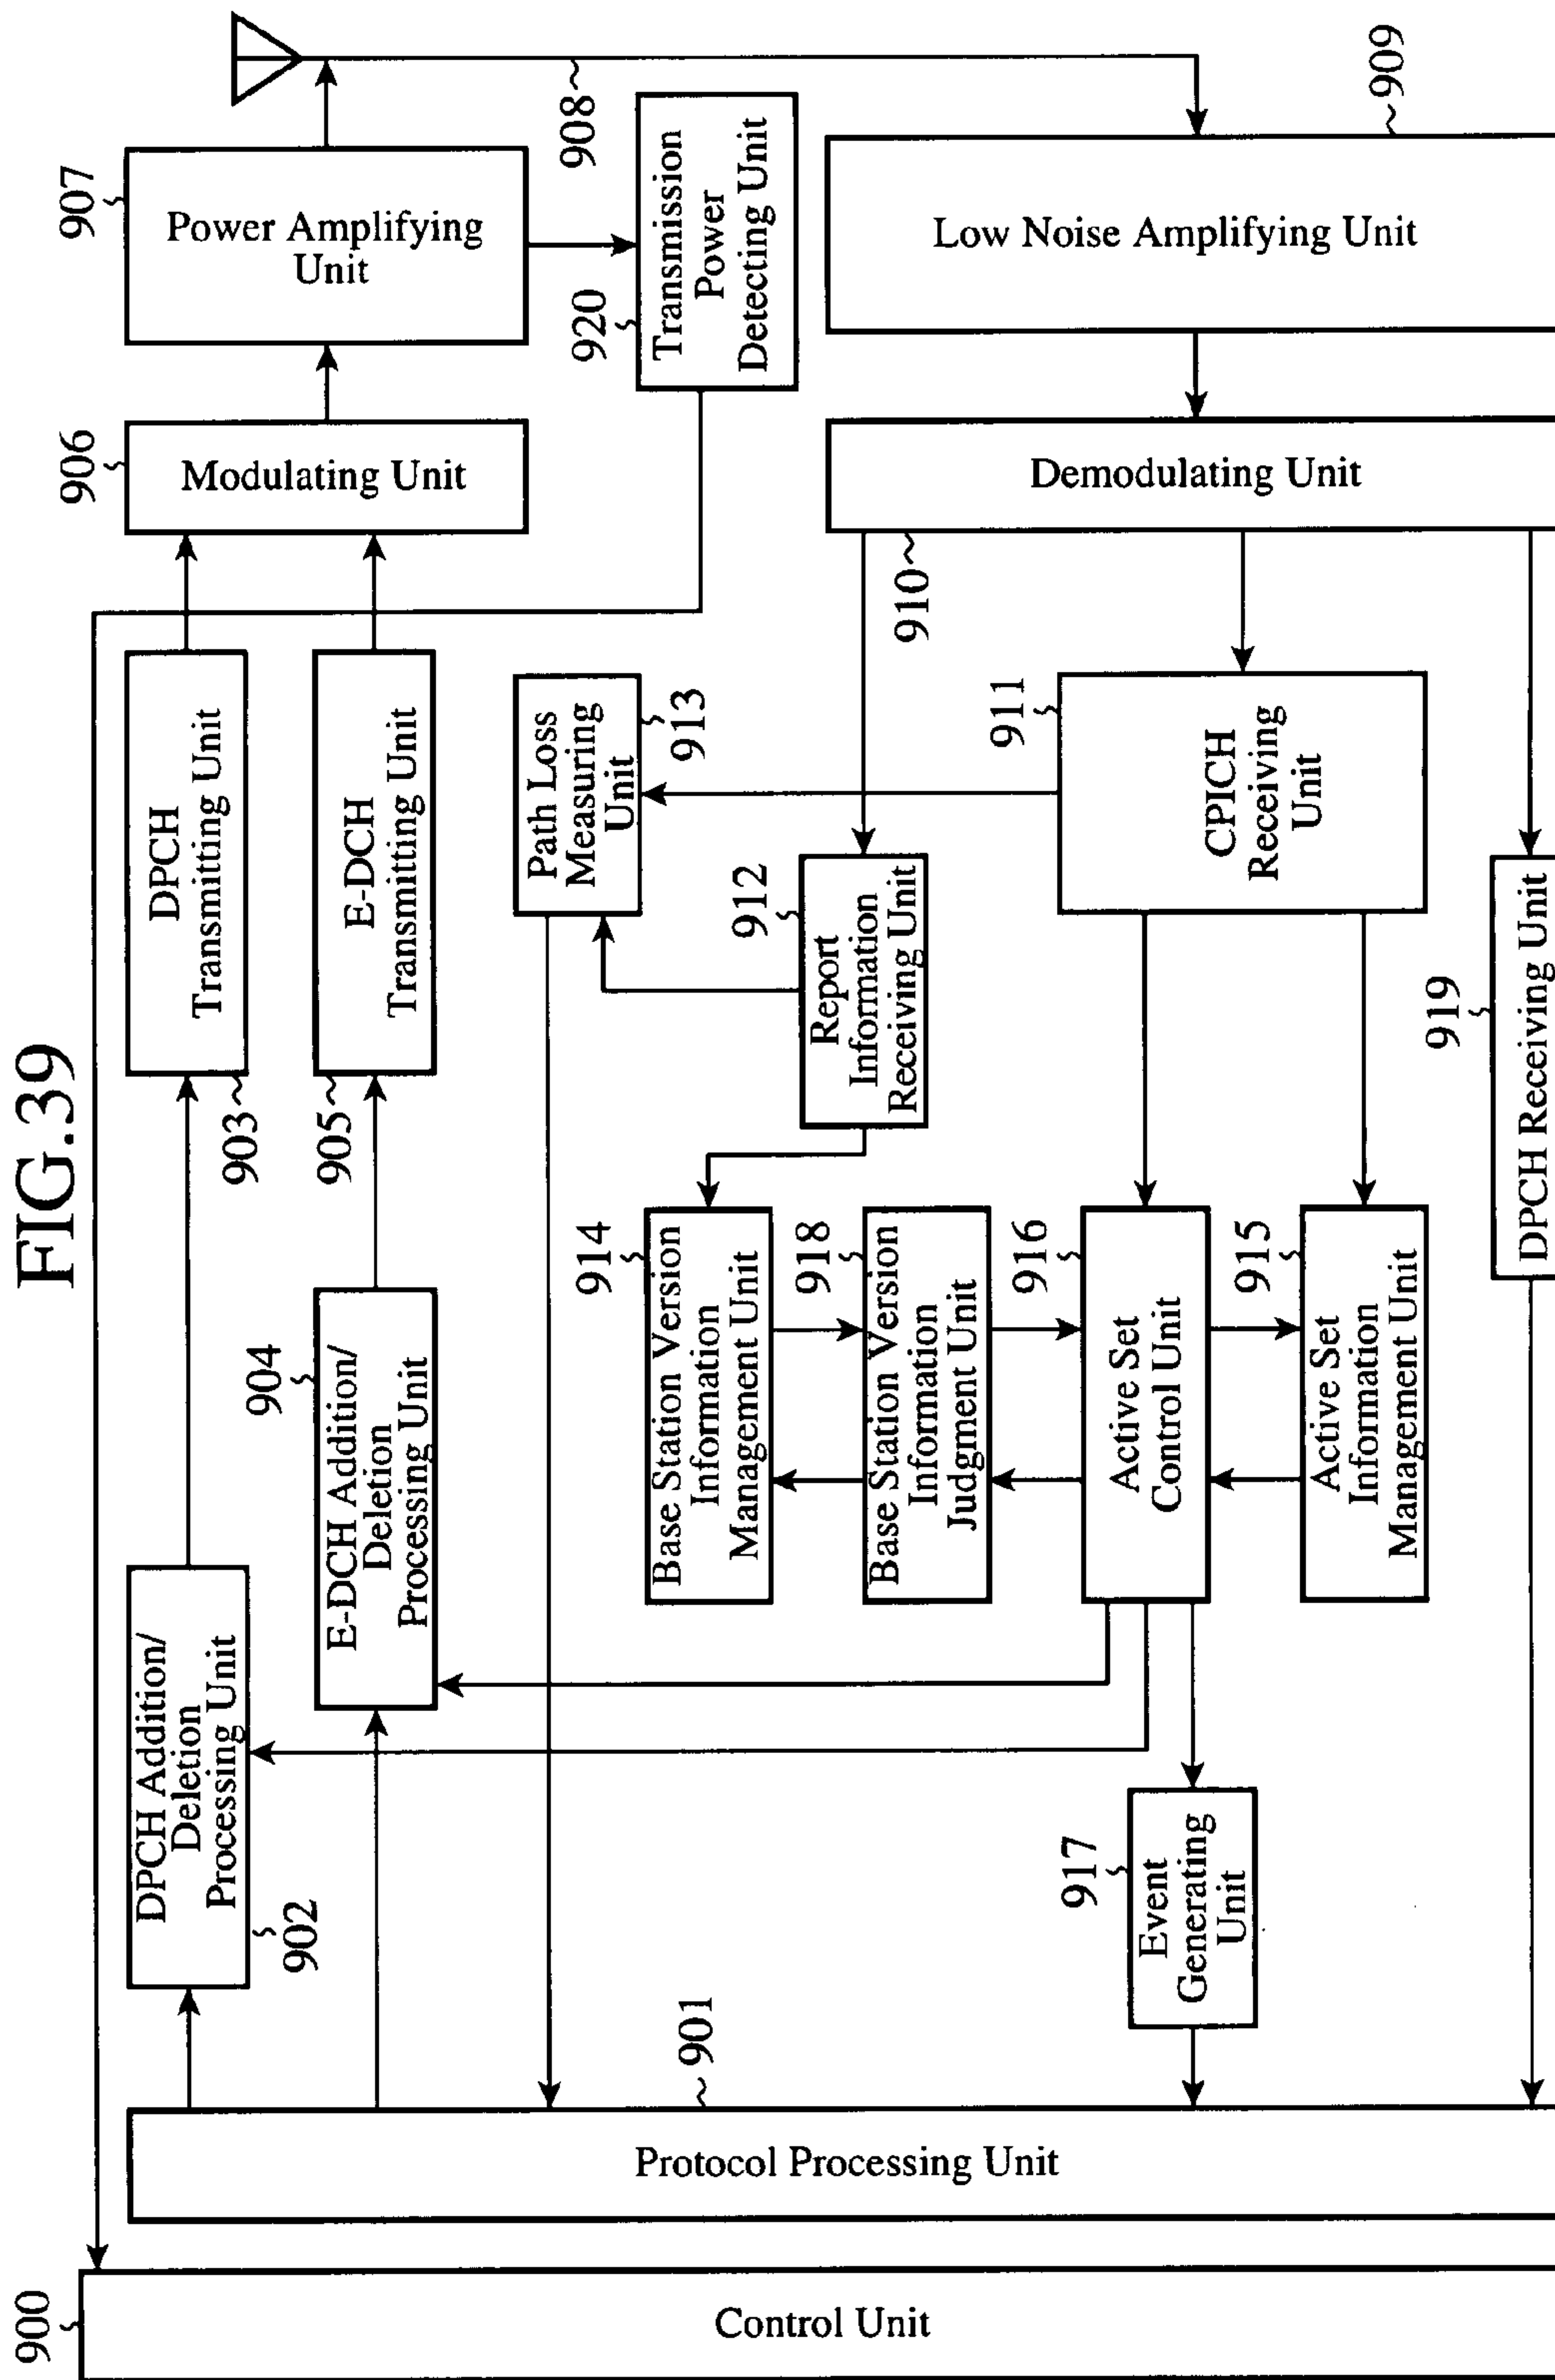 FIG.39
900
Control Unit
901
Protocol Processing Unit
DPCH Addition/
Deletion
Processing Unit
902
E-DCH Addition/
Deletion
Processing Unit
904
DPCH
Transmitting Unit
903
E-DCH
Transmitting Unit
905
906
Modulating Unit
907
Power Amplifying
Unit
908
920
Transmission
Power
Detecting Unit
909
Low Noise Amplifying Unit
Demodulating Unit
910
911
CPICH
Receiving
Unit
912
Report
Information
Receiving Unit
Path Loss
Measuring
Unit
913
914
Base Station Version
Information
Management Unit
918
Base Station Version
Information
Judgment Unit
916
Active Set
Control Unit
915
Active Set
Information
Management Unit
917
Event
Generating
Unit
919
DPCH Receiving Unit